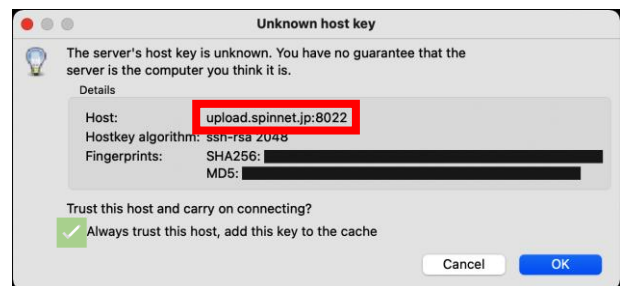 Unknown host key
The server's host key is unknown. You have no guarantee that the
server is the computer you think it is.
Details
Host: upload.spinnet.jp:8022
Hostkey algorithm: ssh-rsa 2048
Fingerprints: SHA256:
MD5:
Trust this host and carry on connecting?
Always trust this host, add this key to the cache
Cancel OK